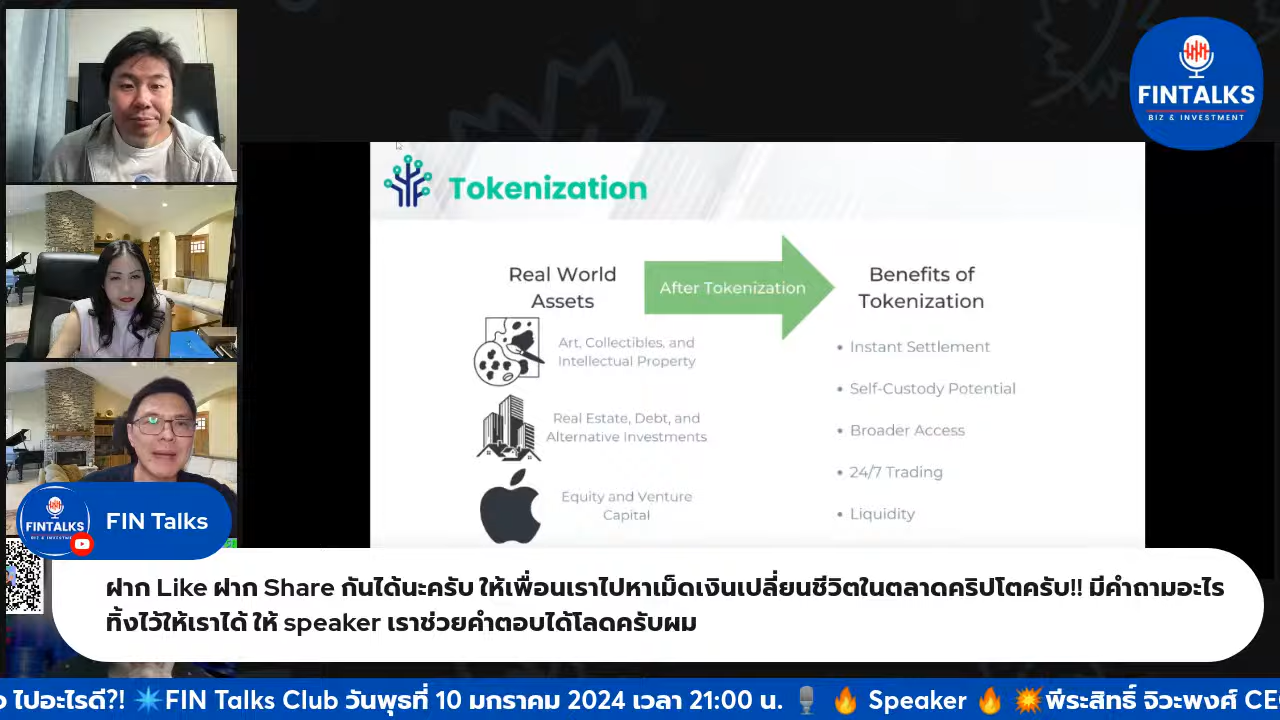 FINTALKS
BIZ & INVESTMENT
Tokenization
Real World
Assets
After Tokenization
Benefits of
Tokenization
Art, Collectibles, and
Intellectual Property
Real Estate, Debt, and
Alternative Investments
Equity and Venture
Capital
• Instant Settlement
• Self-Custody Potential
• Broader Access
• 24/7 Trading
• Liquidity
FINTALKS
FIN Talks
ฝาก Like ฝาก Share กันได้นะครับ ให้เพื่อนเราไปหาเม็ดเงินเปลี่ยนชีวิตในตลาดคริปโตครับ!! มีคำถามอะไร
ทิ้งไว้ให้เราได้ ให้ speaker เราช่วยคำตอบได้โลดครับผม
ไปอะไรดี?! 💥FIN Talks Club วันพุธที่ 10 มกราคม 2024 เวลา 21:00 น. 🎙️ 🔥 Speaker 🔥 💥พีระสิทธิ์ จิวะพงศ์ CE